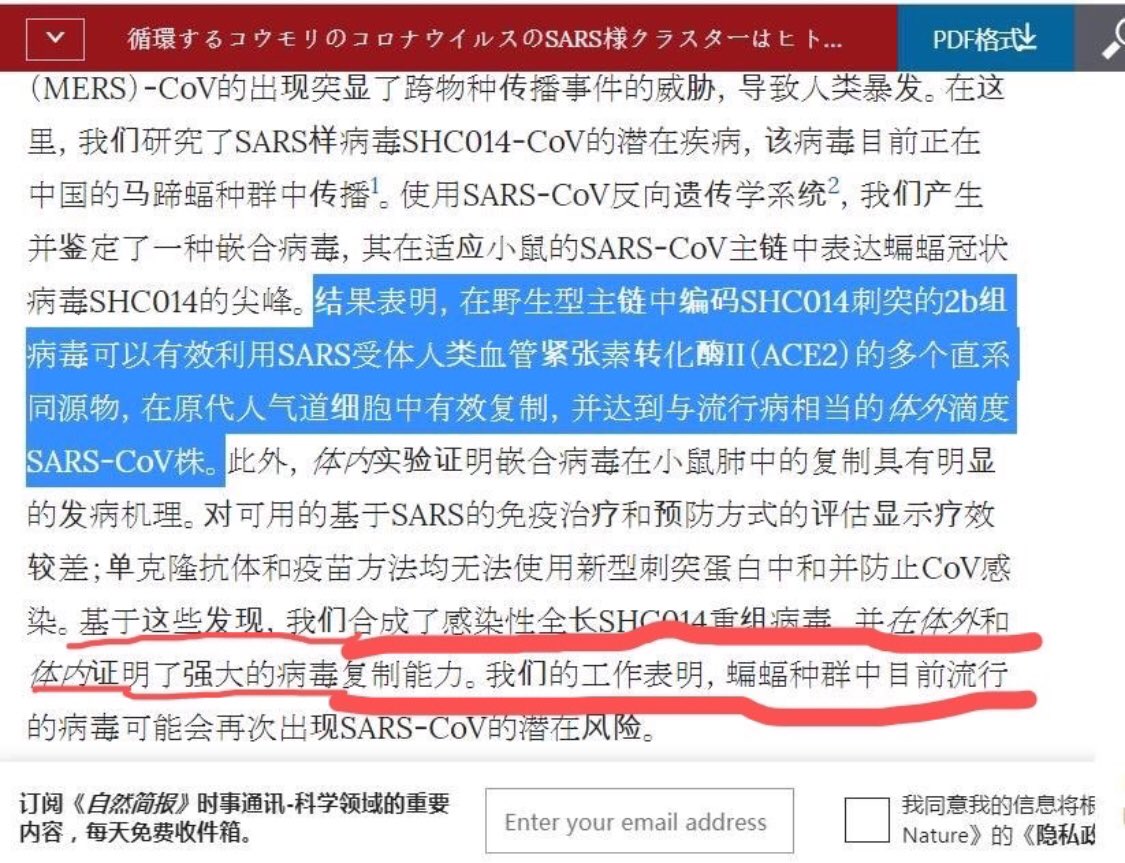 循環するコウモリのコロナウイルスのSARS様クラスターはヒト...
PDF格式
(MERS)-CoV的出现突显了跨物种传播事件的威胁, 导致人类暴发。在这
里, 我们研究了SARS样病毒SHC014-CoV的潜在疾病, 该病毒目前正在
中国的马蹄蝠种群中传播1。使用SARS-CoV反向遗传学系统2, 我们产生
并鉴定了一种嵌合病毒, 其在适应小鼠的SARS-CoV主链中表达蝙蝠冠状
病毒SHC014的尖峰。结果表明, 在野生型主链中编码SHC014刺突的2b组
病毒可以有效利用SARS受体人类血管紧张素转化酶II(ACE2)的多个直系
同源物, 在原代人气道细胞中有效复制, 并达到与流行病相当的体外滴度
SARS-CoV株。此外, 体内实验证明嵌合病毒在小鼠肺中的复制具有明显
的发病机理。对可用的基于SARS的免疫治疗和预防方式的评估显示疗效
较差;单克隆抗体和疫苗方法均无法使用新型刺突蛋白中和并防止CoV感
染。基于这些发现, 我们合成了感染性全长SHC014重组病毒, 并在体外和
体内证明了强大的病毒复制能力。我们的工作表明, 蝙蝠种群中目前流行
的病毒可能会再次出现SARS-CoV的潜在风险。
订阅《自然简报》时事通讯-科学领域的重要
内容，每天免费收件箱。
Enter your email address
我同意我的信息将根
Nature》的《隐私政